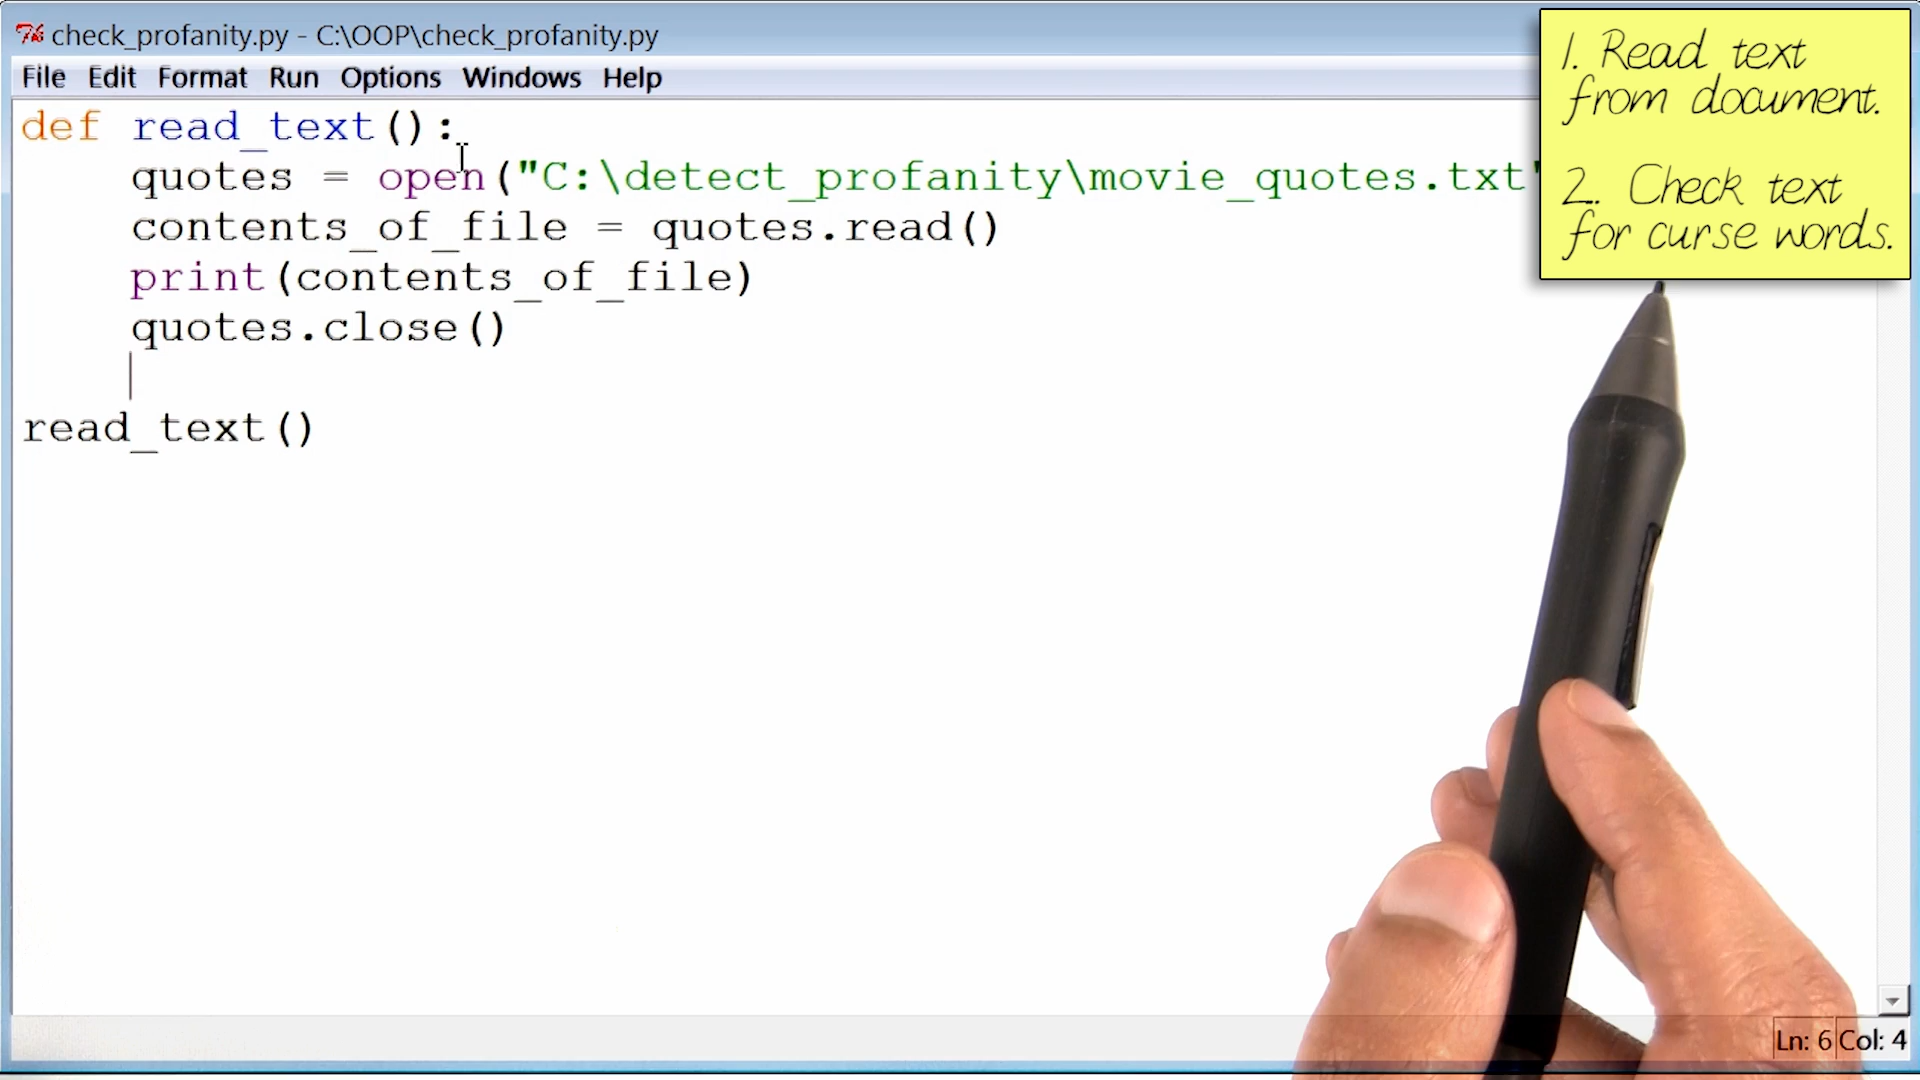 check_profanity.py - C:\OOP\check_profanity.py
File Edit Format Run Options Windows Help
def read_text():
quotes = open("C:\detect_profanity\movie_quotes.txt"
contents_of_file = quotes.read()
print(contents_of_file)
quotes.close()
read_text()
1. Read text
from document.
2. Check text
for curse words.
Ln: 6 Col: 4